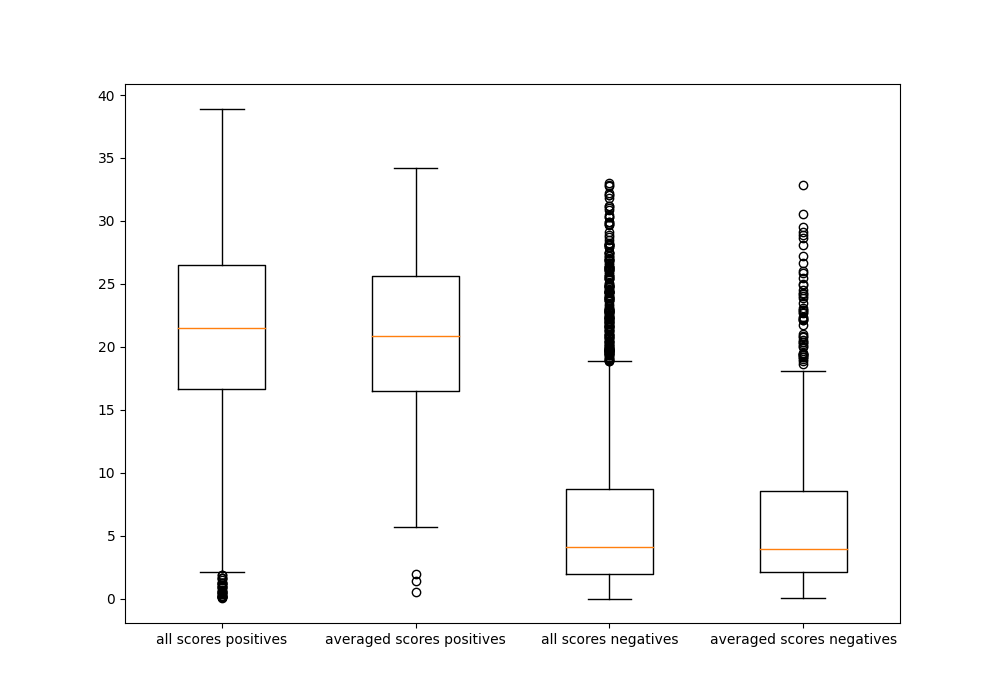 40
35
30
25
20
15
10
5
0
all scores positives
averaged scores positives
all scores negatives
averaged scores negatives